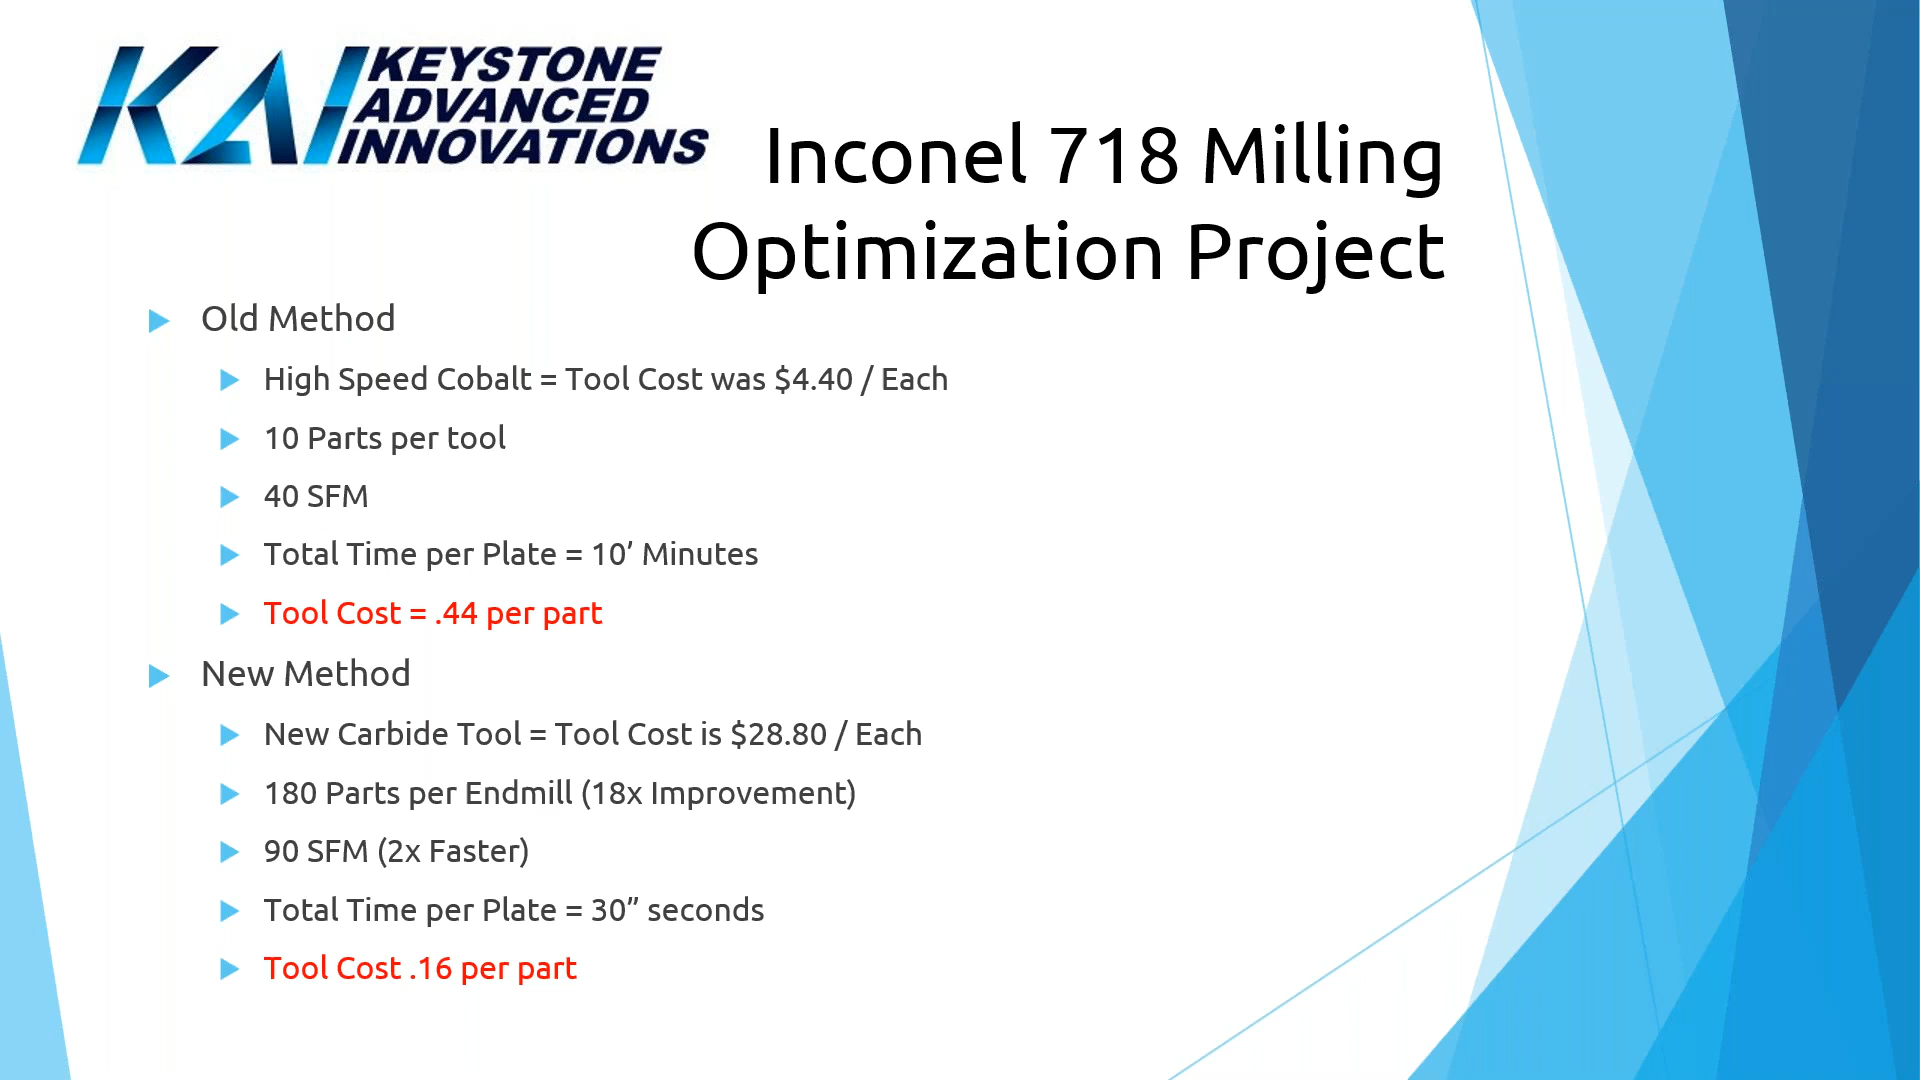 KAI KEYSTONE
ADVANCED
INNOVATIONS
Inconel 718 Milling
Optimization Project
Old Method
High Speed Cobalt = Tool Cost was $4.40 / Each
10 Parts per tool
40 SFM
Total Time per Plate = 10’ Minutes
Tool Cost = .44 per part
New Method
New Carbide Tool = Tool Cost is $28.80 / Each
180 Parts per Endmill (18x Improvement)
90 SFM (2x Faster)
Total Time per Plate = 30” seconds
Tool Cost .16 per part